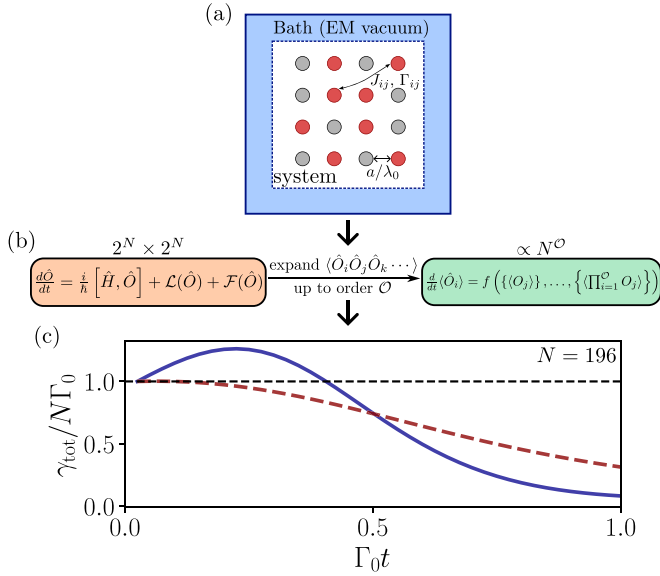 (a)
Bath (EM vacuum)
J_{ij}, Γ_{ij}
a/λ_0
system
(b)
2^N × 2^N
∝ N^𝒪
dÔ/dt = i/ħ [Ĥ, Ô] + ℒ(Ô) + ℱ(Ô)
expand ⟨Ô_i Ô_j Ô_k ⋯⟩
up to order 𝒪
d/dt ⟨Ô_i⟩ = f ({⟨O_j⟩}, …, {⟨∏_{i=1}^𝒪 O_j⟩})
(c)
N = 196
γ_tot/NΓ_0
1.0
0.5
0.0
0.0 0.5 1.0
Γ_0t